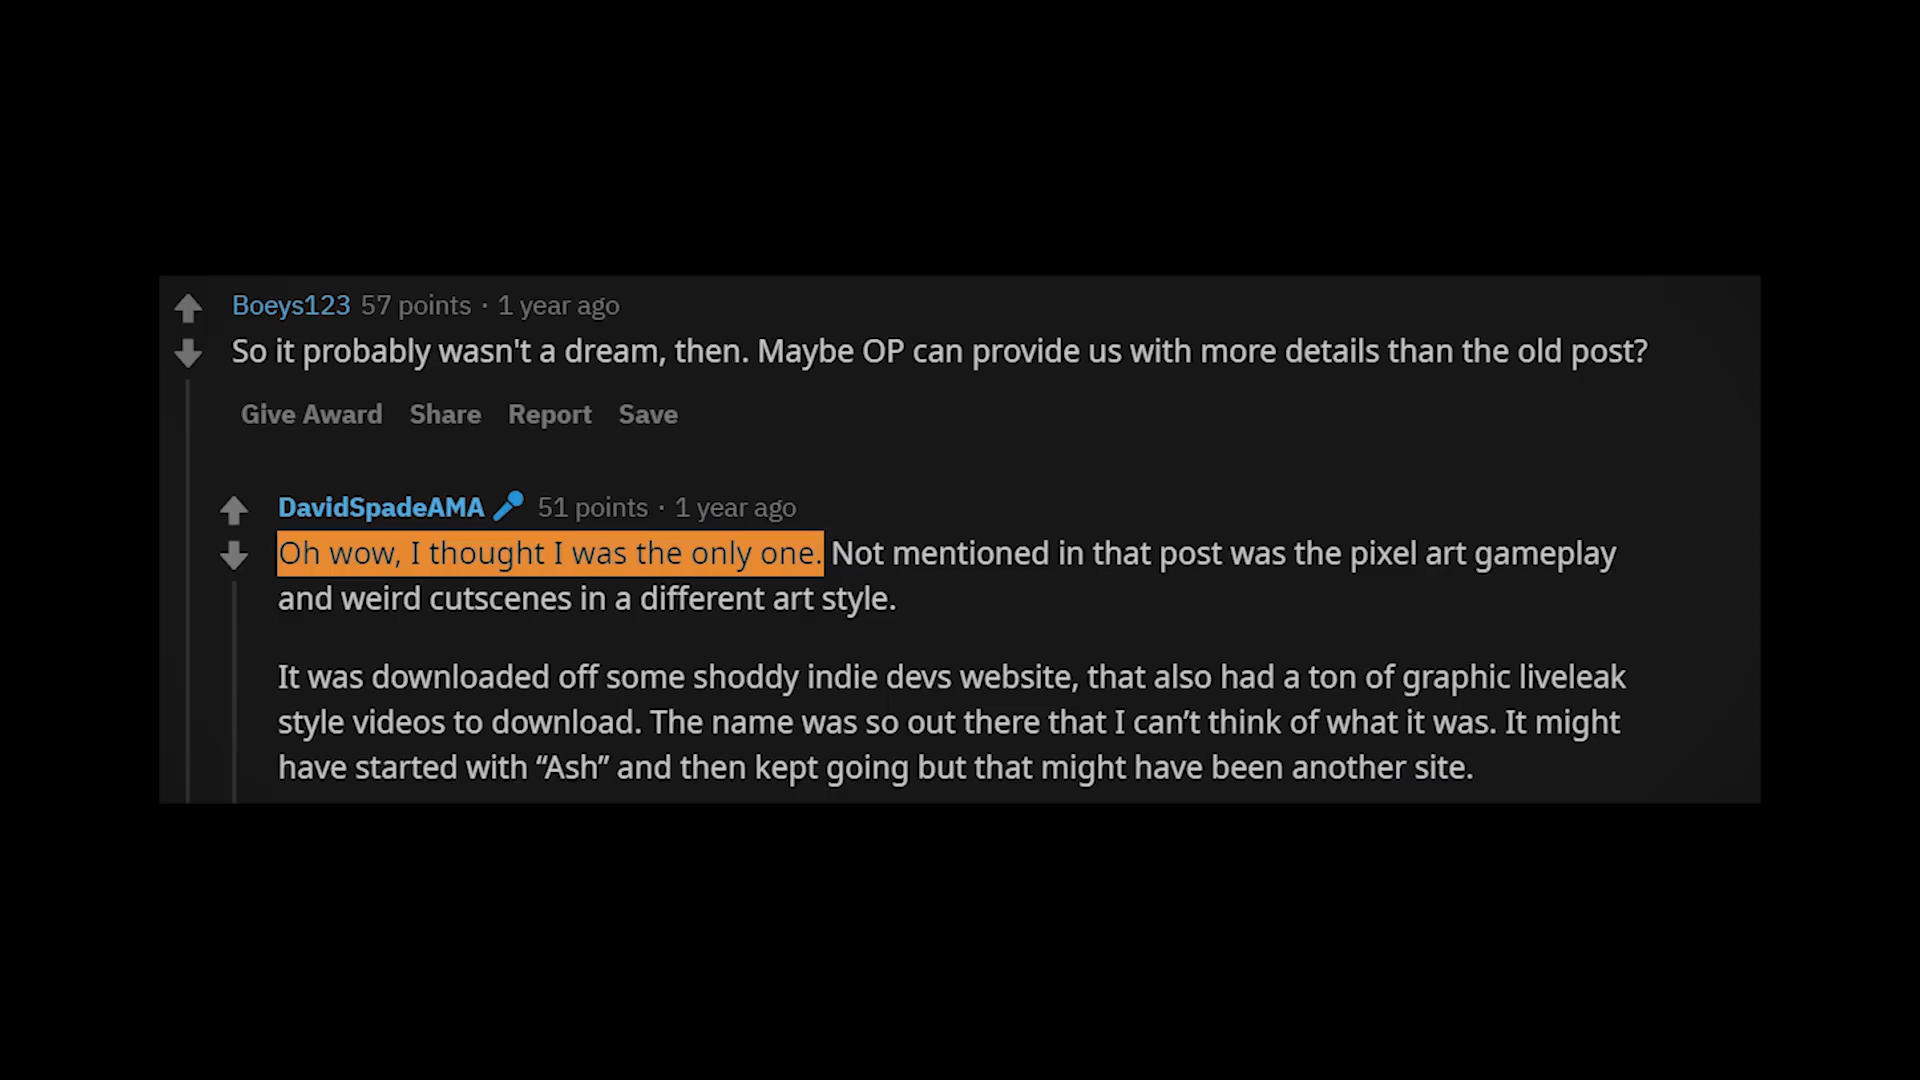 Boeys123 57 points · 1 year ago
So it probably wasn't a dream, then. Maybe OP can provide us with more details than the old post?
Give Award Share Report Save
DavidSpadeAMA 51 points · 1 year ago
Oh wow, I thought I was the only one. Not mentioned in that post was the pixel art gameplay
and weird cutscenes in a different art style.
It was downloaded off some shoddy indie devs website, that also had a ton of graphic liveleak
style videos to download. The name was so out there that I can’t think of what it was. It might
have started with “Ash” and then kept going but that might have been another site.